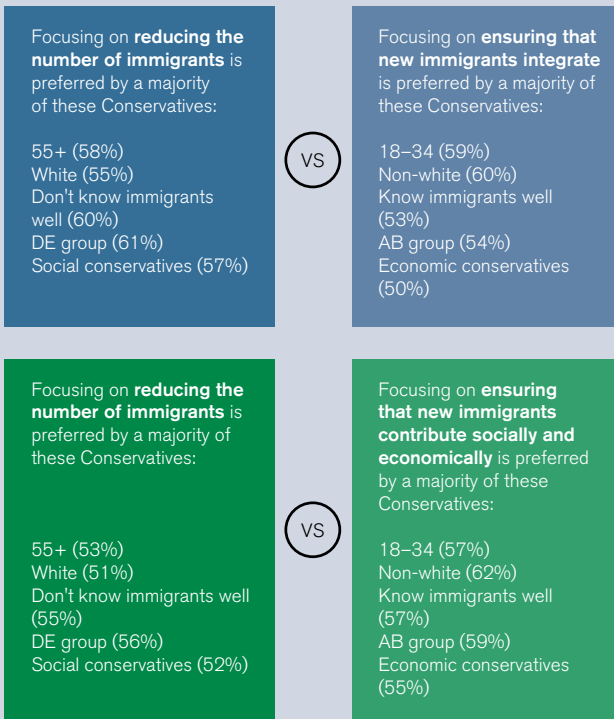 Focusing on reducing the
number of immigrants is
preferred by a majority
of these Conservatives:
55+ (58%)
White (55%)
Don't know immigrants
well (60%)
DE group (61%)
Social conservatives (57%)
VS
Focusing on ensuring that
new immigrants integrate
is preferred by a majority of
these Conservatives:
18–34 (59%)
Non-white (60%)
Know immigrants well
(53%)
AB group (54%)
Economic conservatives
(50%)
Focusing on reducing the
number of immigrants is
preferred by a majority of
these Conservatives:
55+ (53%)
White (51%)
Don't know immigrants well
(55%)
DE group (56%)
Social conservatives (52%)
VS
Focusing on ensuring
that new immigrants
contribute socially and
economically is preferred
by a majority of these
Conservatives:
18–34 (57%)
Non-white (62%)
Know immigrants well
(57%)
AB group (59%)
Economic conservatives
(55%)